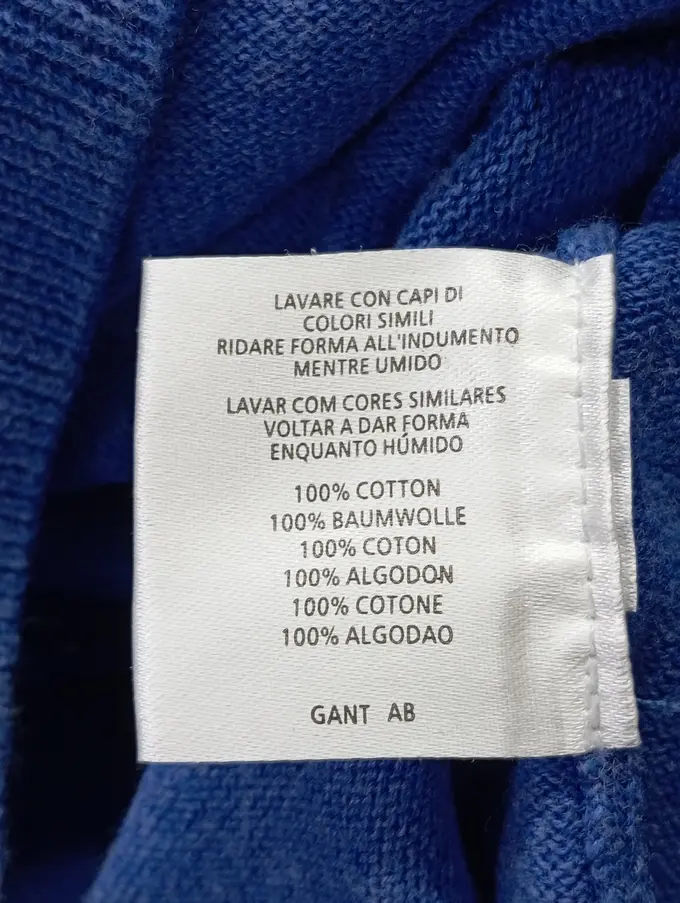 LAVARE CON CAPI DI
COLORI SIMILI
RIDARE FORMA ALL'INDUMENTO
MENTRE UMIDO
LAVAR COM CORES SIMILARES
VOLTAR A DAR FORMA
ENQUANTO HÚMIDO
100% COTTON
100% BAUMWOLLE
100% COTON
100% ALGODON
100% COTONE
100% ALGODAO
GANT AB